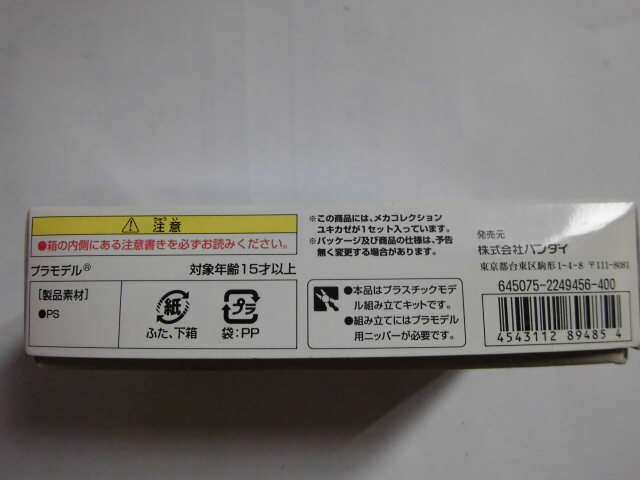 注意
ちゅうい
●箱の内側にある注意書きを必ずお読みください。
プラモデル® 対象年齢15才以上
[製品素材]
●PS
紙
ふた、下箱
プラ
袋:PP
※この商品には、メカコレクション
ユキカゼが1セット入っています。
※パッケージ及び商品の仕様は、予告
無く変更する場合があります。
●本品はプラスチックモデ
ル組み立てキットです。
●組み立てにはプラモデル
用ニッパーが必要です。
発売元
株式会社バンダイ
東京都台東区駒形1-4-8 〒111-8081
645075-2249456-400
4543112 89485 4